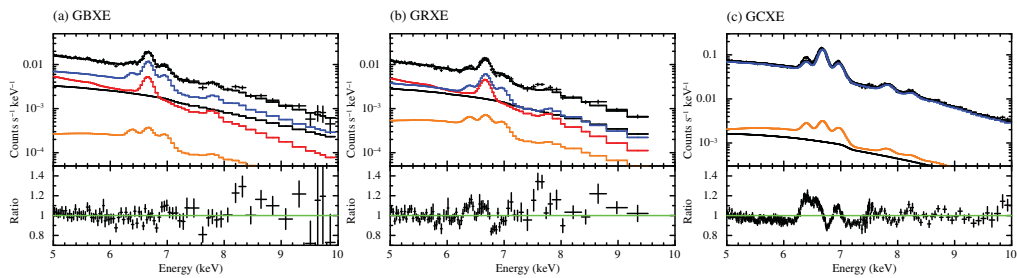 (a) GBXE
(b) GRXE
(c) GCXE
Counts s⁻¹ keV⁻¹
0.01
10⁻³
10⁻⁴
Counts s⁻¹ keV⁻¹
0.01
10⁻³
10⁻⁴
Counts s⁻¹ keV⁻¹
0.1
0.01
10⁻³
Ratio
1.4
1.2
1
0.8
Ratio
1.4
1.2
1
0.8
Ratio
1.4
1.2
1
0.8
5 6 7 8 9 10
5 6 7 8 9 10
5 6 7 8 9 10
Energy (keV)
Energy (keV)
Energy (keV)